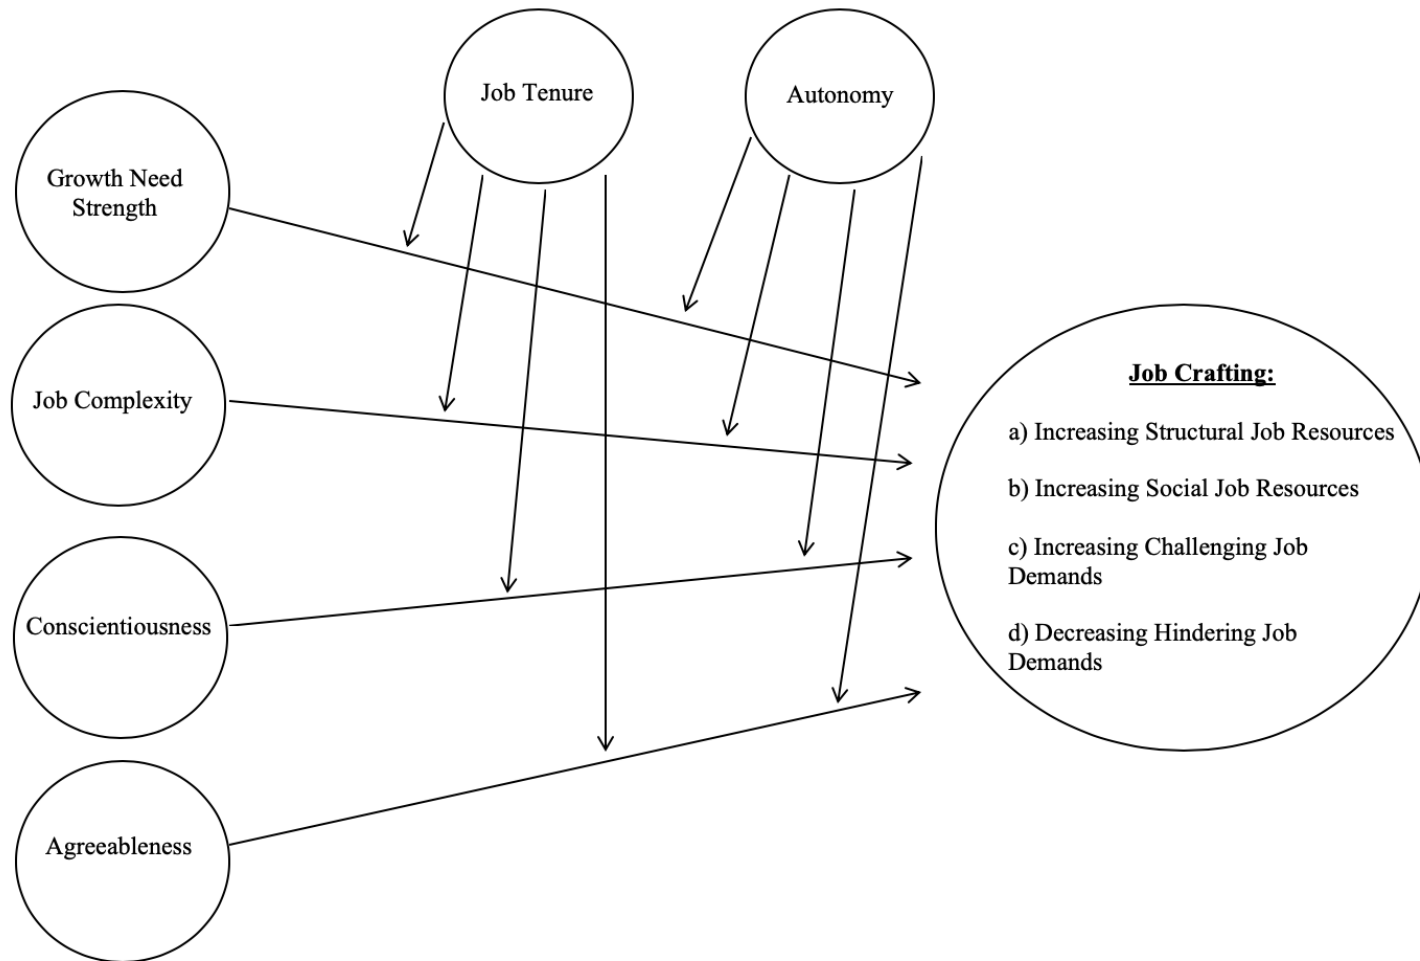 Job Tenure
Autonomy
Growth Need
Strength
Job Complexity
Conscientiousness
Agreeableness
Job Crafting:
a) Increasing Structural Job Resources
b) Increasing Social Job Resources
c) Increasing Challenging Job
Demands
d) Decreasing Hindering Job
Demands